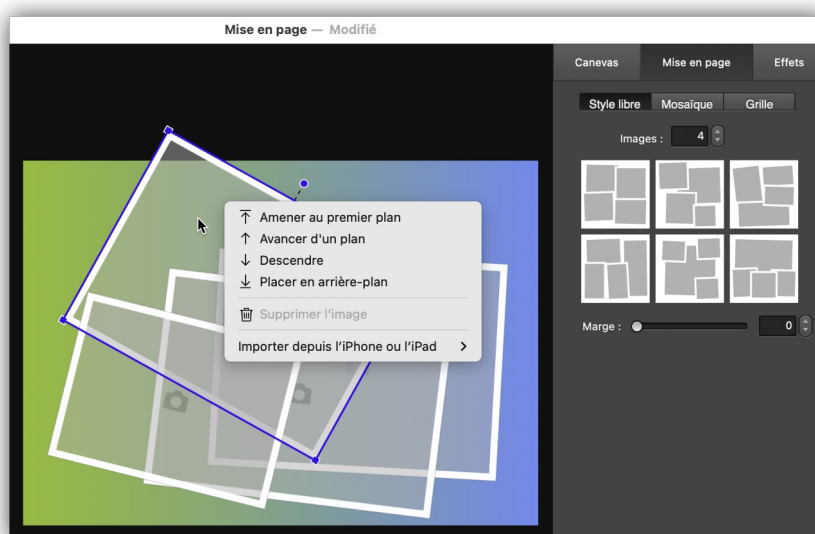 Mise en page — Modifié
Canevas Mise en page Effets
Style libre Mosaïque Grille
Images : 4
Amener au premier plan
Avancer d'un plan
Descendre
Placer en arrière-plan
Supprimer l'image
Importer depuis l'iPhone ou l'iPad
Marge : 0